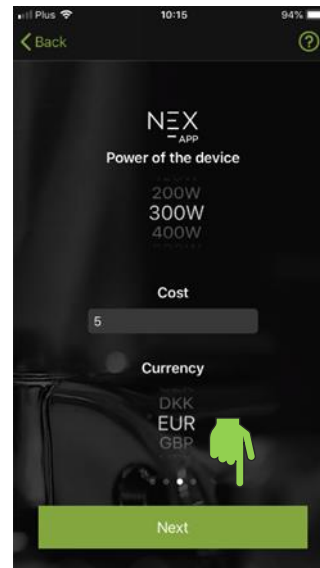 Plus 10:15 94%
Back ?
NEX
APP
Power of the device
200W
300W
400W
Cost
5
Currency
DKK
EUR
GBP
Next